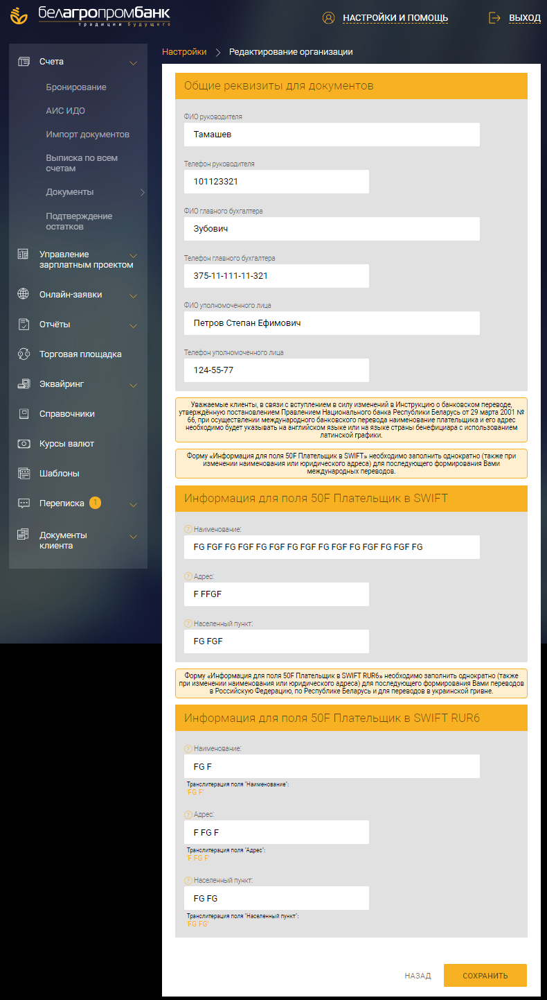 белагропромбанк
традиции будущего
НАСТРОЙКИ И ПОМОЩЬ
ВЫХОД
Счета
Бронирование
АИС ИДО
Импорт документов
Выписка по всем
счетам
Документы
Подтверждение
остатков
Управление
зарплатным проектом
Онлайн-заявки
Отчёты
Торговая площадка
Эквайринг
Справочники
Курсы валют
Шаблоны
Переписка 1
Документы
клиента
Настройки
Редактирование организации
Общие реквизиты для документов
ФИО руководителя
Тамашев
Телефон руководителя
101123321
ФИО главного бухгалтера
Зубович
Телефон главного бухгалтера
375-11-111-11-321
ФИО уполномоченного лица
Петров Степан Ефимович
Телефон уполномоченного лица
124-55-77
Уважаемые клиенты, в связи с вступлением в силу изменений в Инструкцию о банковском переводе,
утверждённую постановлением Правлением Национального банка Республики Беларусь от 29 марта 2001 №
66, при осуществлении международного банковского перевода наименование плательщика и его адрес
необходимо будет указывать на английском языке или на языке страны бенефициара с использованием
латинской графики.
Форму «Информация для поля 50F Плательщик в SWIFT» необходимо заполнить однократно (также при
изменении наименования или юридического адреса) для последующего формирования Вами
международных переводов.
Информация для поля 50F Плательщик в SWIFT
? Наименование:
FG FGF FG FGF FG FGF FG FGF FG FGF FG FGF FG FGF FG
? Адрес:
F FFGF
? Населенный пункт:
FG FGF
Форму «Информация для поля 50F Плательщик в SWIFT RUR6» необходимо заполнить однократно (также
при изменении наименования или юридического адреса) для последующего формирования Вами переводов
в Российскую Федерацию, по Республике Беларусь и для переводов в украинской гривне.
Информация для поля 50F Плательщик в SWIFT RUR6
? Наименование:
FG F
Транслитерация поля "Наименование":
'FG F'
? Адрес:
F FG F
Транслитерация поля "Адрес":
'F FG F'
? Населенный пункт:
FG FG
Транслитерация поля "Населенный пункт":
'FG FG'
НАЗАД
СОХРАНИТЬ